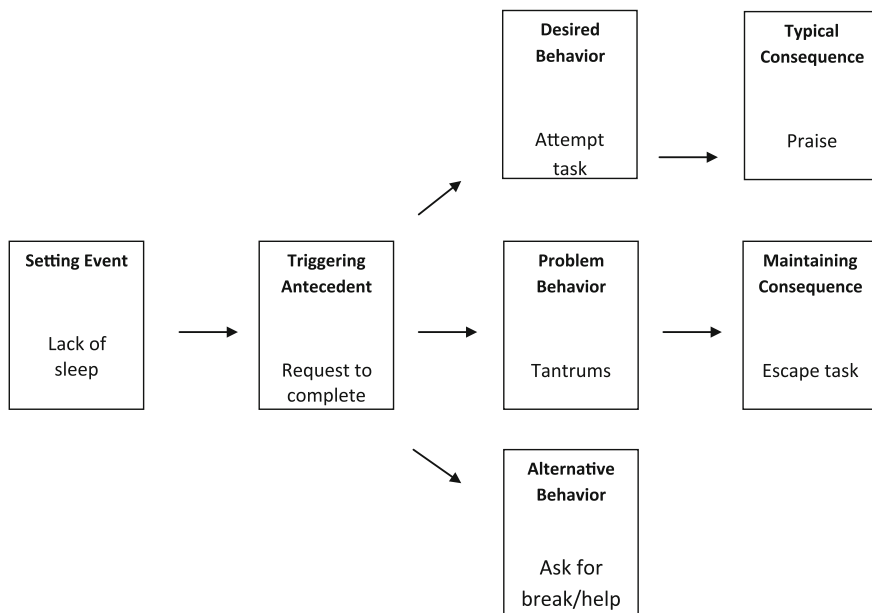 Desired
Behavior
Attempt
task
Typical
Consequence
Praise
Setting Event
Lack of
sleep
Triggering
Antecedent
Request to
complete
Problem
Behavior
Tantrums
Maintaining
Consequence
Escape task
Alternative
Behavior
Ask for
break/help